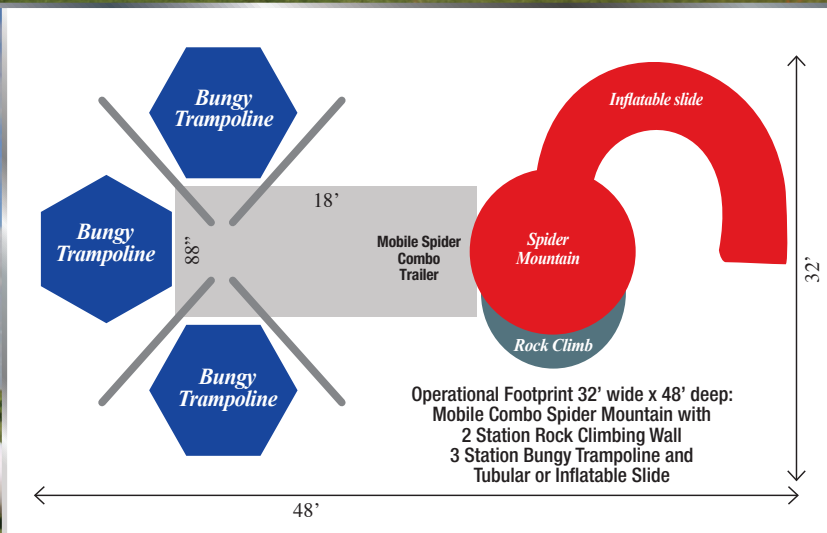 Bungy
Trampoline
Inflatable slide
18’
Bungy
Trampoline
88”
Mobile Spider
Combo
Trailer
Spider
Mountain
32’
Rock Climb
Bungy
Trampoline
Operational Footprint 32’ wide x 48’ deep:
Mobile Combo Spider Mountain with
2 Station Rock Climbing Wall
3 Station Bungy Trampoline and
Tubular or Inflatable Slide
48’